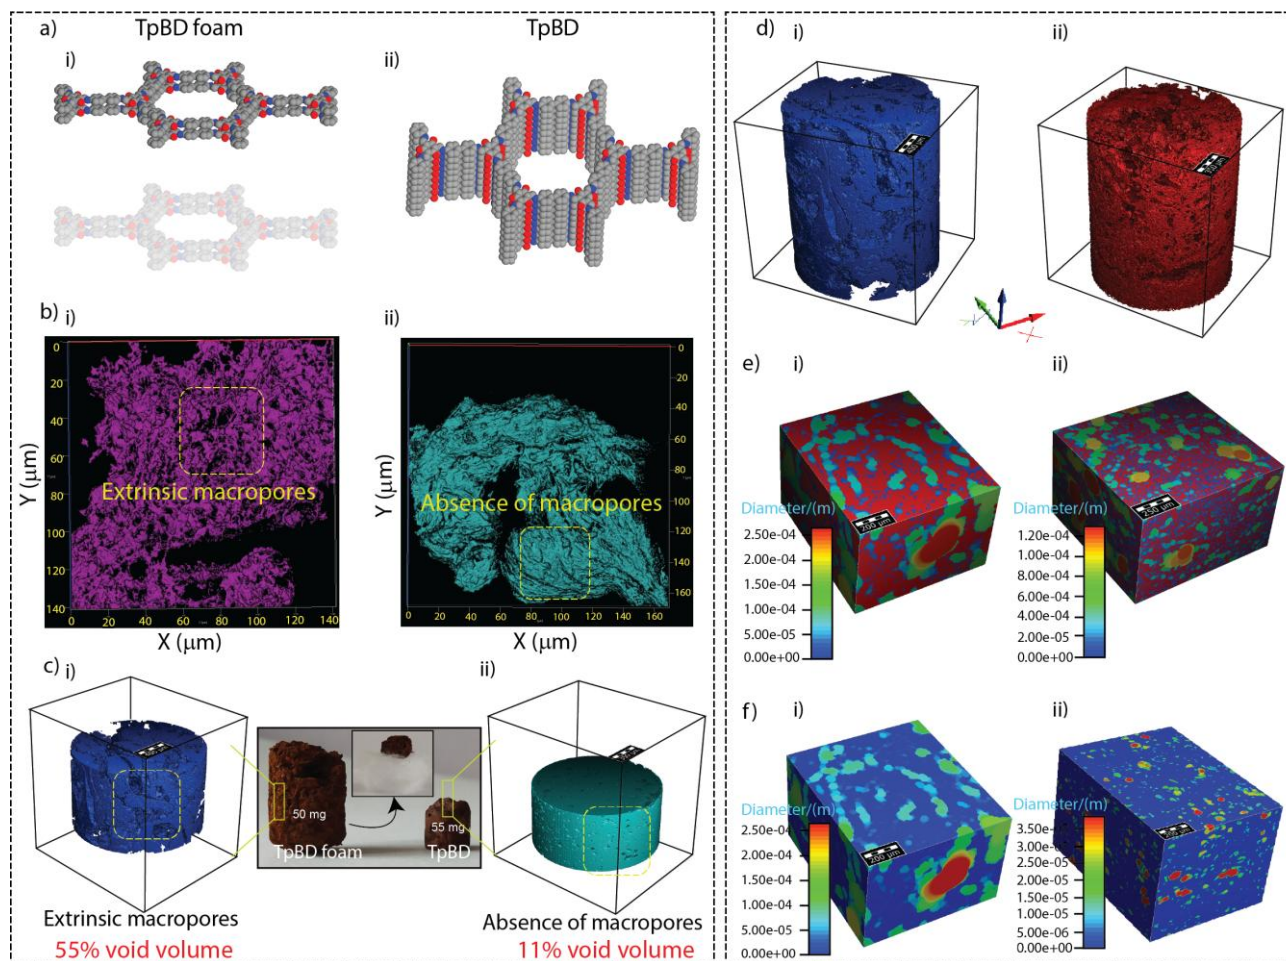 TpBD foam
TpBD
a)
i)
ii)
b)
i)
ii)
0
20
40
60
80
100
120
140
Y (μm)
Extrinsic macropores
0
20
40
60
80
100
120
140
X (μm)
0
20
40
60
80
100
120
140
160
Y (μm)
Absence of macropores
0
20
40
60
80
100
120
140
160
X (μm)
c)
i)
ii)
50 mg
55 mg
TpBD foam
TpBD
Extrinsic macropores
55% void volume
Absence of macropores
11% void volume
d)
i)
ii)
X
e)
i)
ii)
Diameter/(m)
2.50e-04
2.00e-04
1.50e-04
1.00e-04
5.00e-05
0.00e+00
200 μm
Diameter/(m)
1.20e-04
1.00e-04
8.00e-04
6.00e-04
4.00e-04
2.00e-04
0.00e+00
250 μm
f)
i)
ii)
Diameter/(m)
2.50e-04
2.00e-04
1.50e-04
1.00e-04
5.00e-05
0.00e+00
200 μm
Diameter/(m)
3.50e-05
3.00e-05
2.50e-05
2.00e-05
1.50e-05
1.00e-05
5.00e-06
0.00e+00